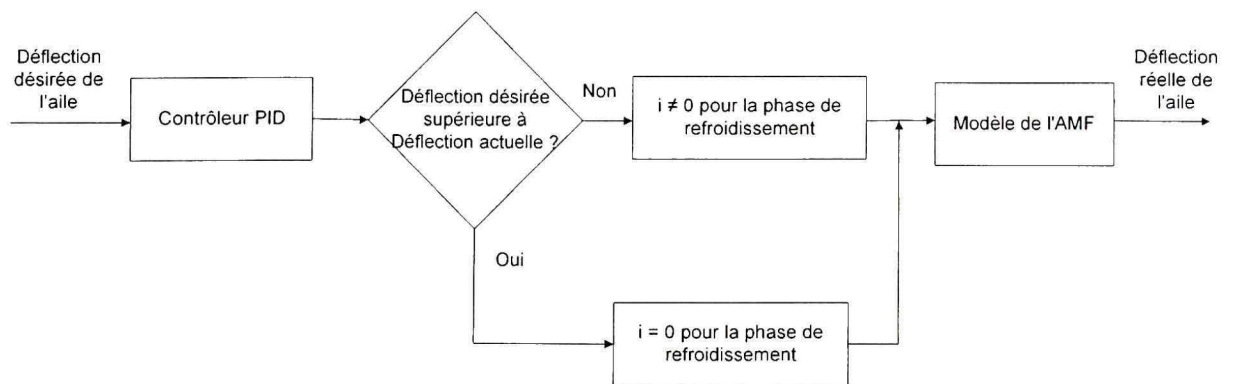 Déflection
désirée de
l'aile
Contrôleur PID
Déflection désirée
supérieure à
Déflection actuelle ?
Non
i ≠ 0 pour la phase de
refroidissement
Modèle de l'AMF
Déflection
réelle de
l'aile
Oui
i = 0 pour la phase de
refroidissement